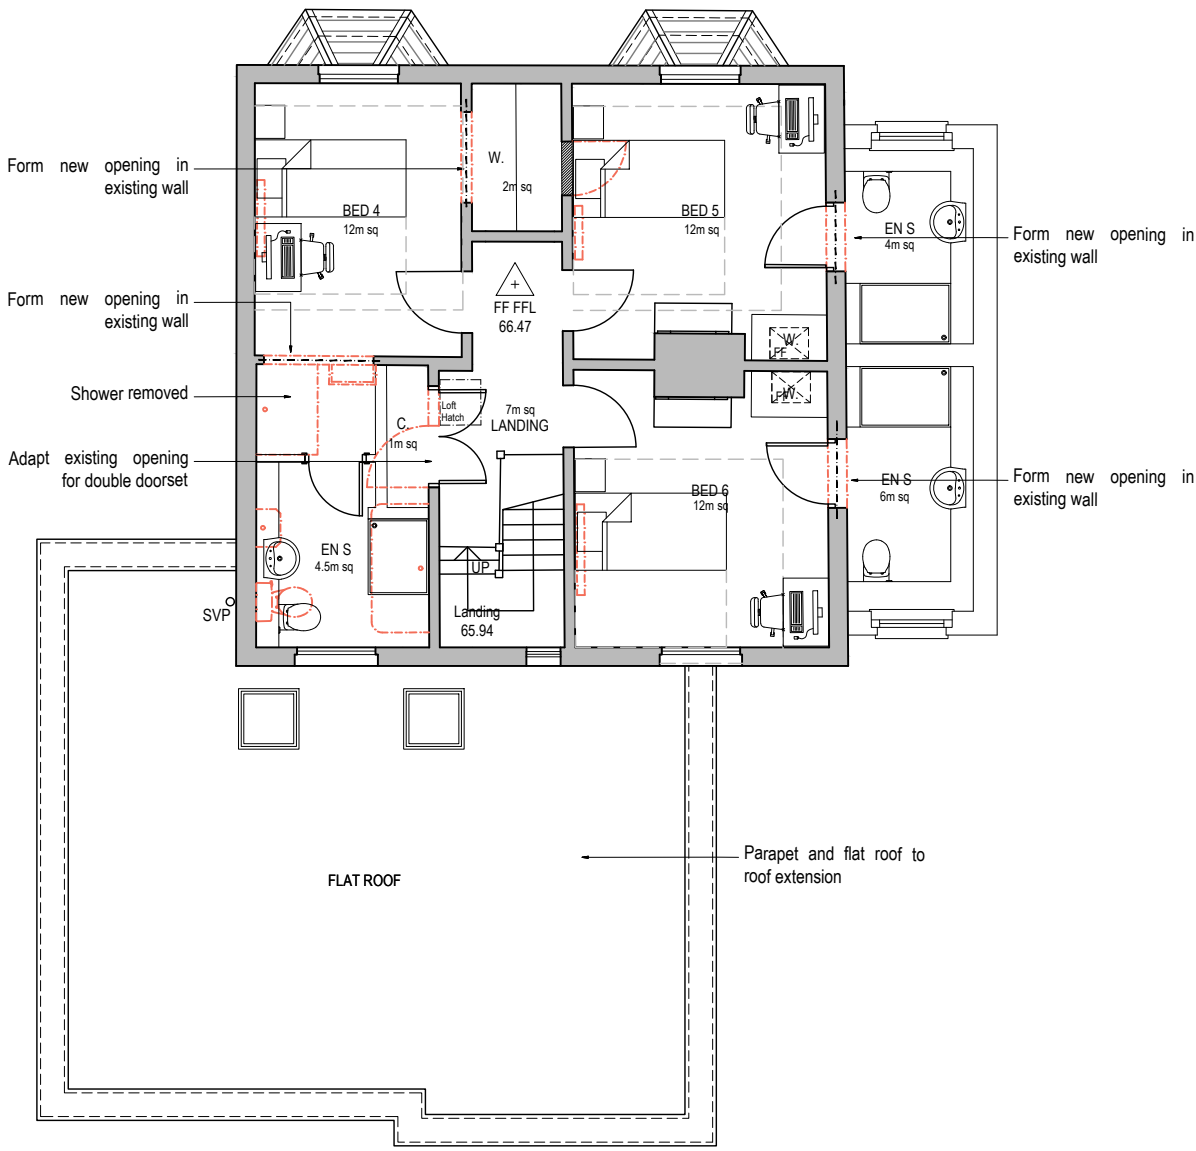 Form new opening in
existing wall
W.
2m sq
BED 4
12m sq
BED 5
12m sq
EN S
4m sq
Form new opening in
existing wall
Form new opening in
existing wall
FF FFL
66.47
W
FF
Shower removed
W.
FF
Loft
Hatch
7m sq
LANDING
C.
1m sq
Adapt existing opening
for double doorset
BED 6
12m sq
EN S
6m sq
Form new opening in
existing wall
EN S
4.5m sq
UP
SVP
Landing
65.94
Parapet and flat roof to
roof extension
FLAT ROOF